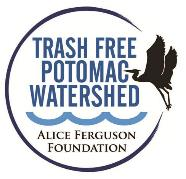 TRASH FREE
POTOMAC
WATERSHED
ALICE FERGUSON
FOUNDATION